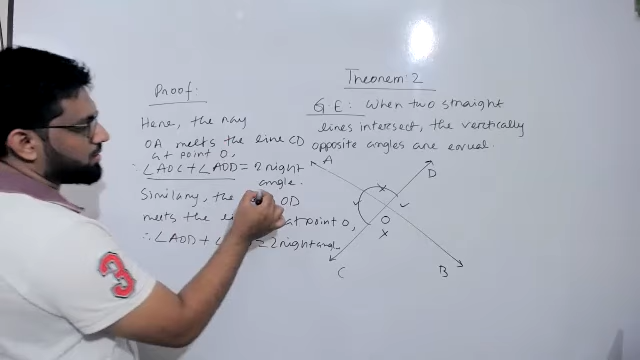 Theorem: 2
Proof:
G.E: When two straight
lines intersect, the vertically
opposite angles are equal.
Here, the ray
OA meets the line CD
at point O,
∴ ∠AOC + ∠AOD = 2 right
angle.
Similarly, the OD
meets the at point O,
∴ ∠AOD + ∠ = 2 right angle
A
D
O
C
B
3